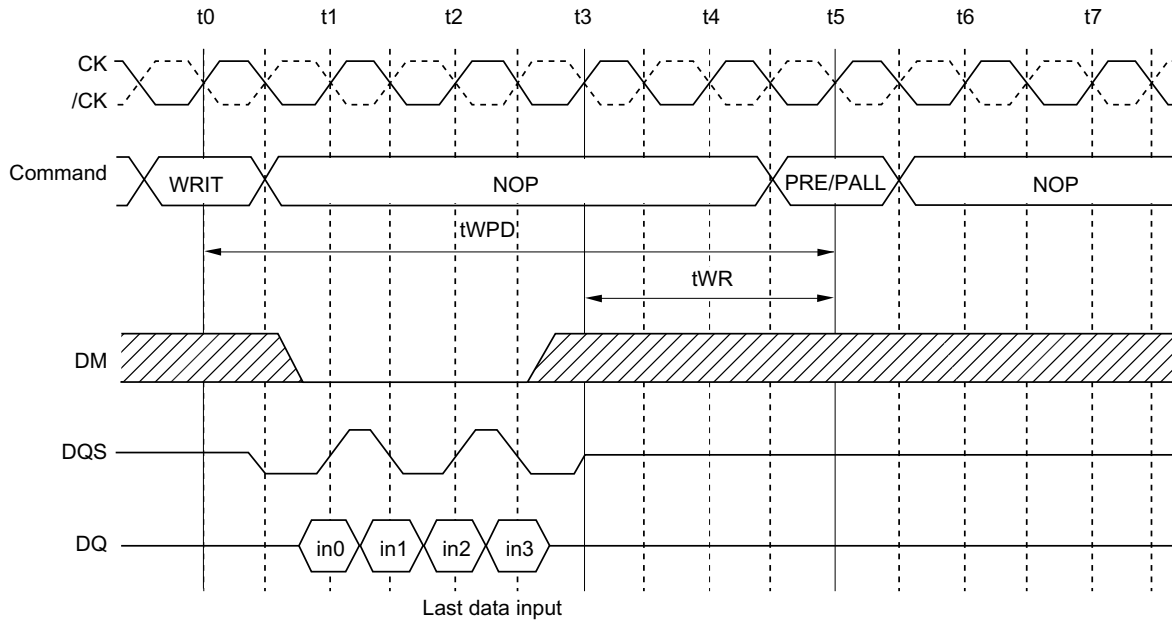 t0 t1 t2 t3 t4 t5 t6 t7
CK
/CK
Command WRIT NOP PRE/PALL NOP
tWPD
tWR
DM
DQS
DQ in0 in1 in2 in3
Last data input